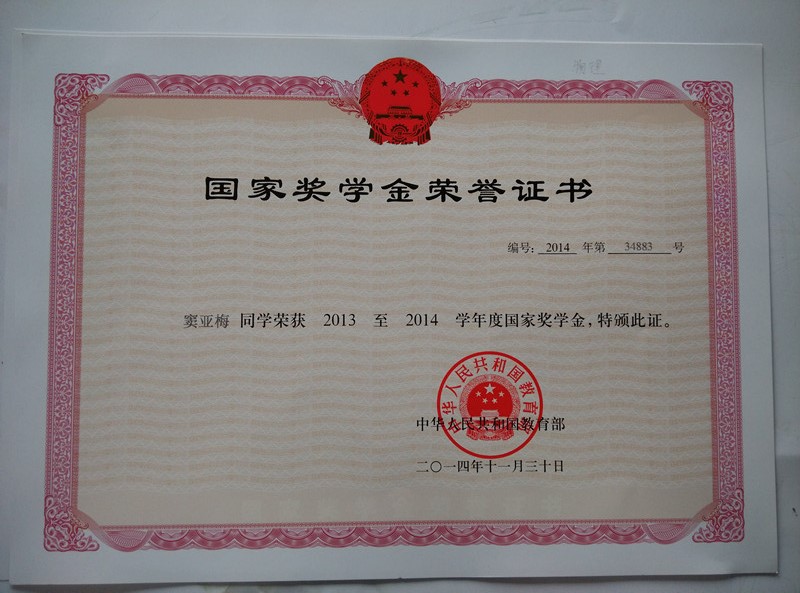 国家奖学金荣誉证书
编号: 2014 年第 34883 号
窦亚梅 同学荣获 2013 至 2014 学年度国家奖学金,特颁此证。
中华人民共和国教育部
中华人民共和国教育部
二〇一四年十一月三十日